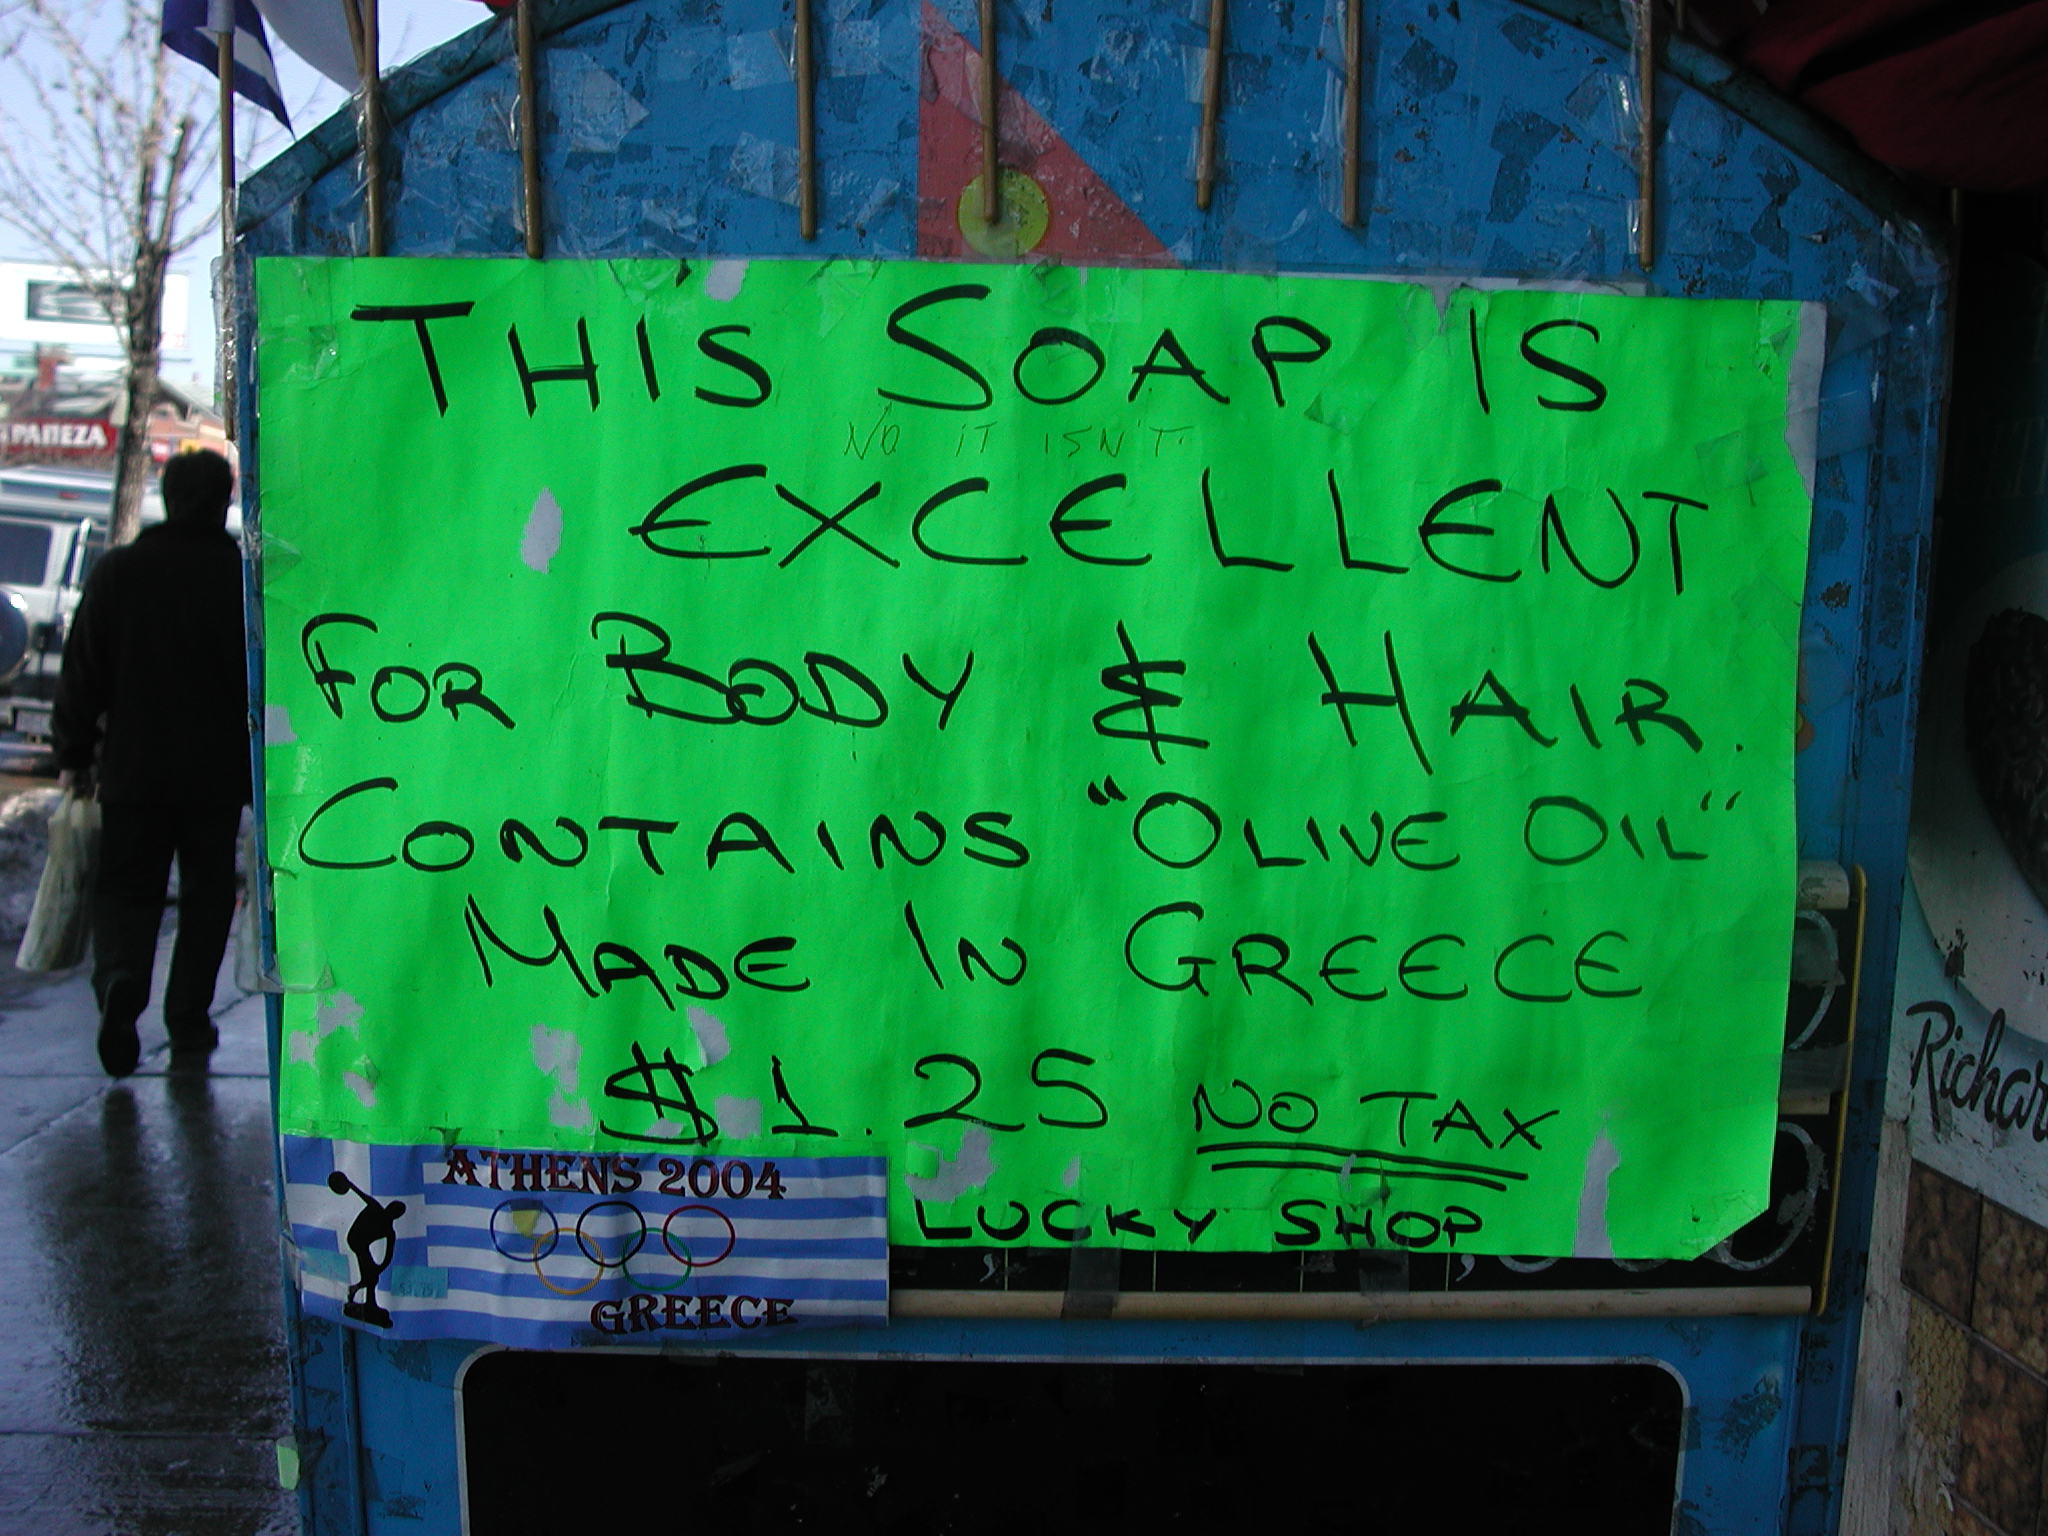 THIS SOAP IS
NO IT ISN'T.
EXCELLENT
FOR BODY & HAIR.
CONTAINS "OLIVE OIL"
MADE IN GREECE
$1.25 NO TAX
LUCKY SHOP
ATHENS 2004
GREECE
ΡΑΠΕΖΑ
Richar